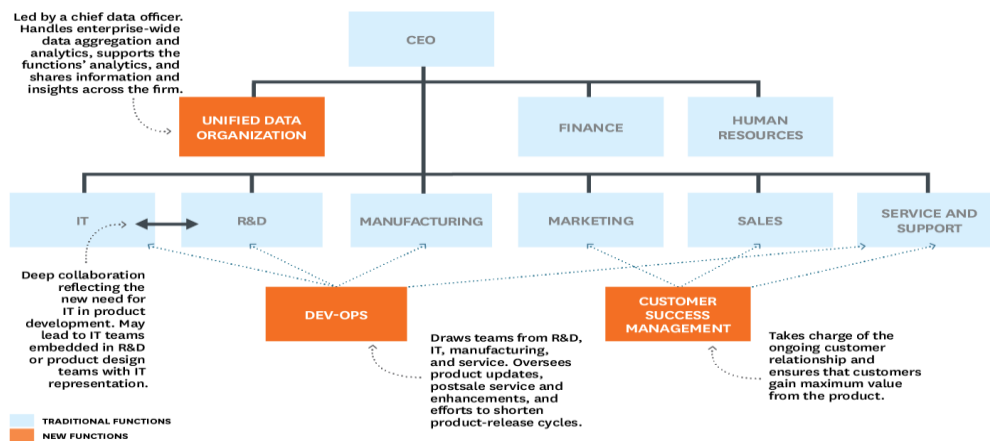 Led by a chief data officer.
Handles enterprise-wide
data aggregation and
analytics, supports the
functions' analytics, and
shares information and
insights across the firm.
CEO
UNIFIED DATA
ORGANIZATION
FINANCE
HUMAN
RESOURCES
IT
R&D
MANUFACTURING
MARKETING
SALES
SERVICE AND
SUPPORT
Deep collaboration
reflecting the
new need for
IT in product
development. May
lead to IT teams
embedded in R&D
or product design
teams with IT
representation.
DEV-OPS
Draws teams from R&D,
IT, manufacturing,
and service. Oversees
product updates,
postsale service and
enhancements, and
efforts to shorten
product-release cycles.
CUSTOMER
SUCCESS
MANAGEMENT
Takes charge of the
ongoing customer
relationship and
ensures that customers
gain maximum value
from the product.
TRADITIONAL FUNCTIONS
NEW FUNCTIONS